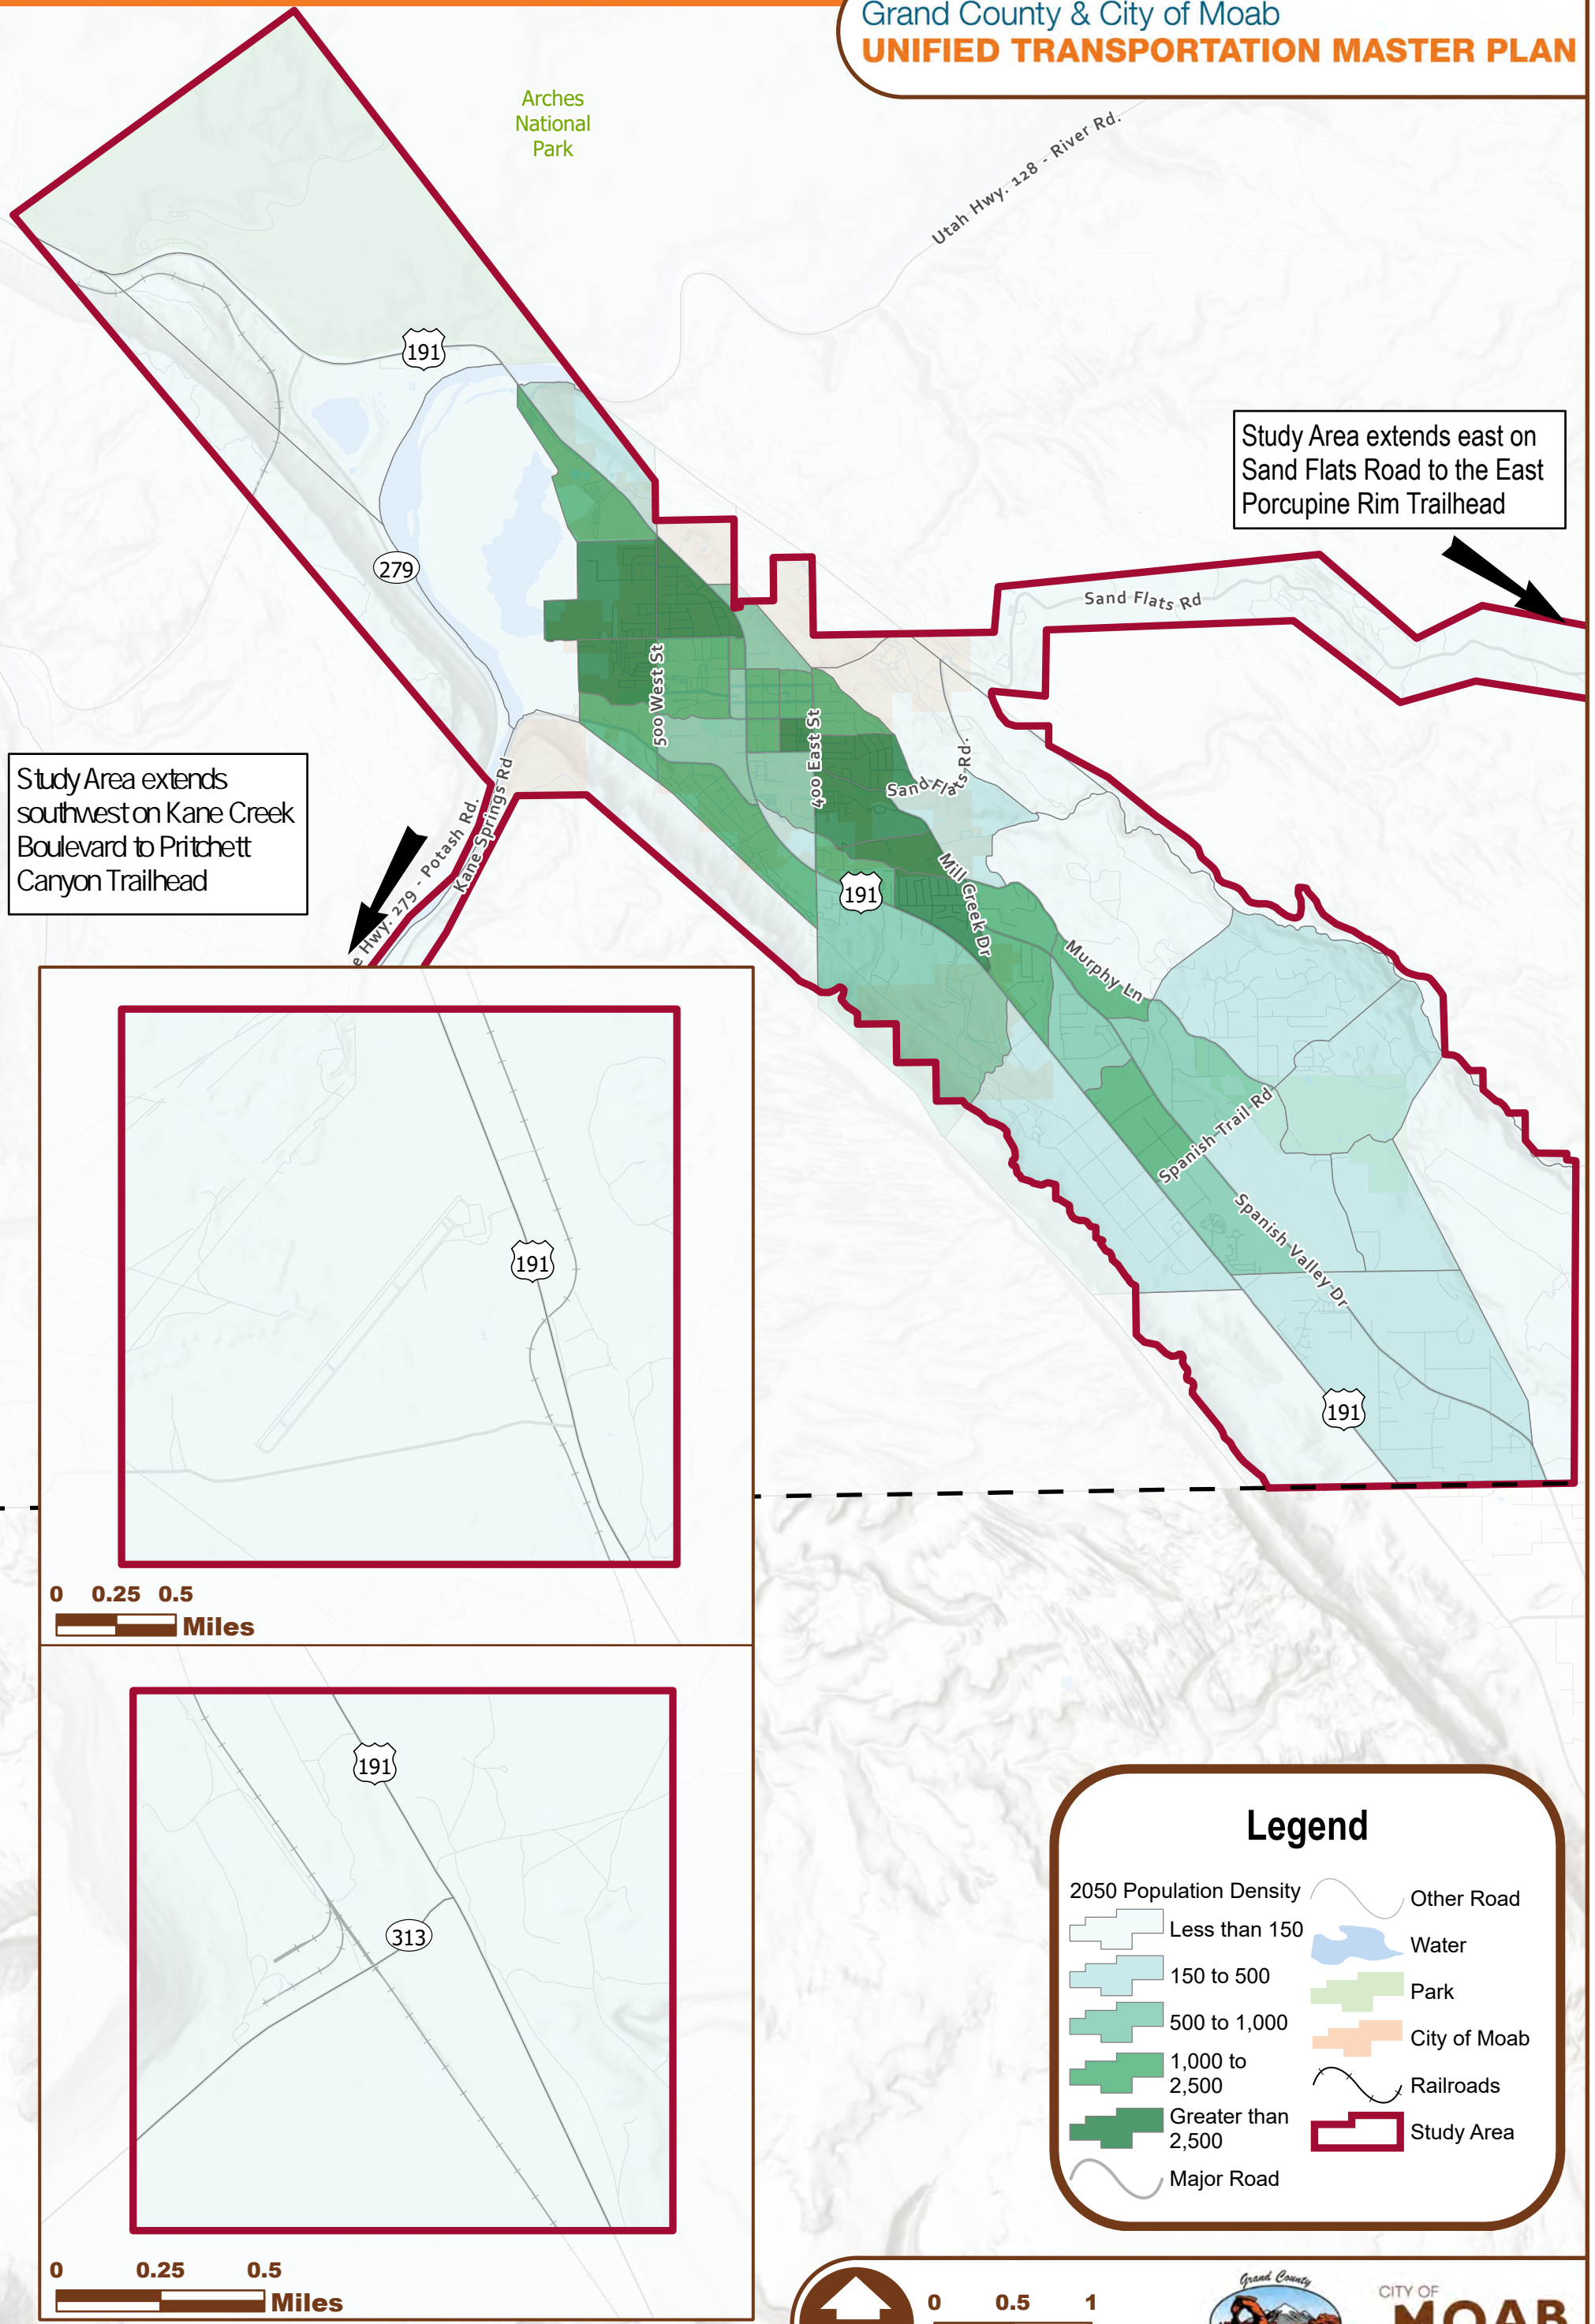 Grand County & City of Moab
UNIFIED TRANSPORTATION MASTER PLAN
Arches
National
Park
Utah Hwy. 128 - River Rd.
191
Study Area extends east on
Sand Flats Road to the East
Porcupine Rim Trailhead
279
Sand Flats Rd
500 West St
400 East St
Sand Flats Rd.
Study Area extends
southwest on Kane Creek
Boulevard to Pritchett
Canyon Trailhead
e Hwy. 279 - Potash Rd.
Kane Springs Rd
191
Mill Creek Dr
Murphy Ln
Spanish Trail Rd
Spanish Valley Dr
191
191
0 0.25 0.5
Miles
191
313
0 0.25 0.5
Miles
Legend
2050 Population Density
Less than 150
150 to 500
500 to 1,000
1,000 to
2,500
Greater than
2,500
Major Road
Other Road
Water
Park
City of Moab
Railroads
Study Area
0 0.5 1
Grand County
CITY OF
MOAB